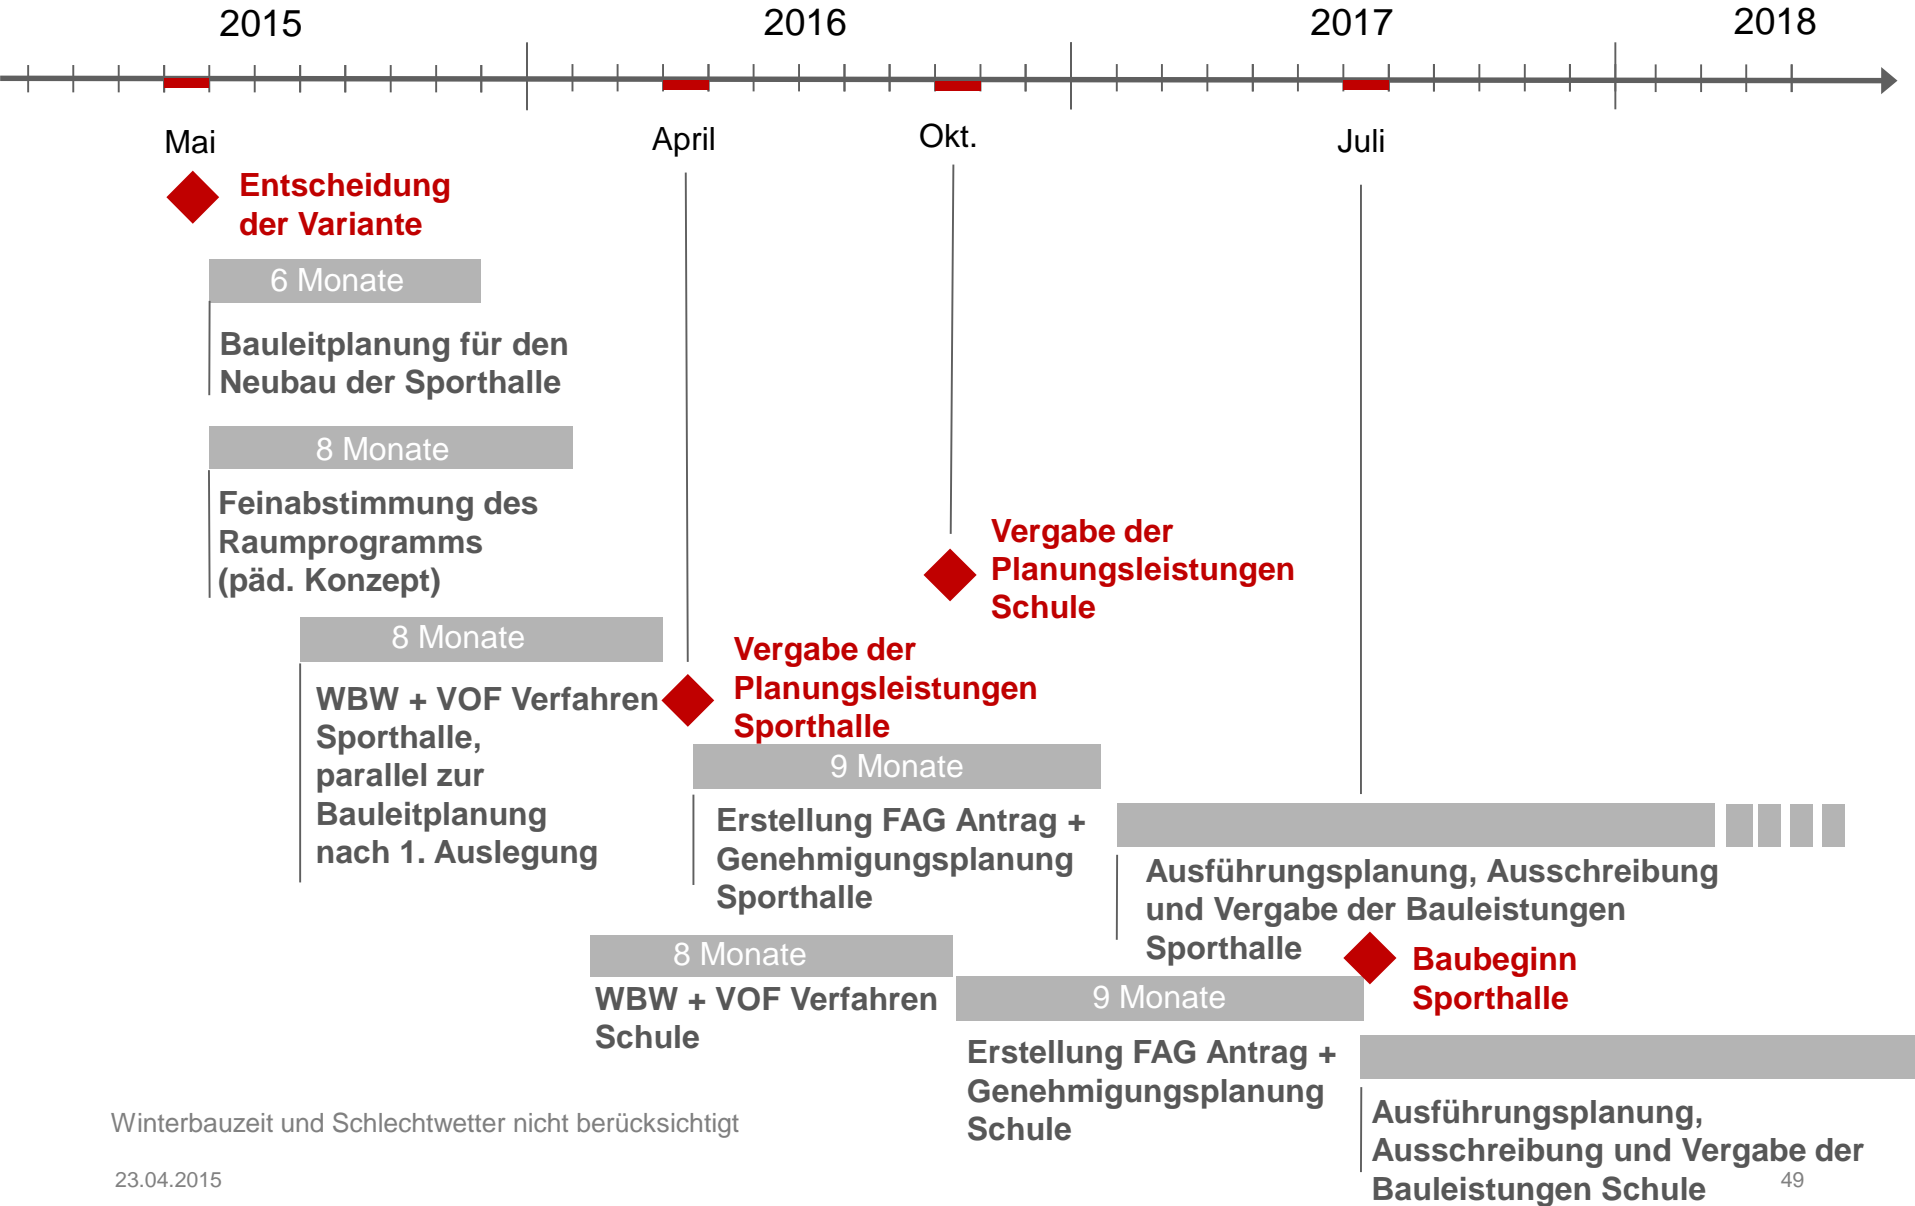 2015
2016
2017
2018
Mai
April
Okt.
Juli
Entscheidung
der Variante
6 Monate
Bauleitplanung für den
Neubau der Sporthalle
8 Monate
Feinabstimmung des
Raumprogramms
(päd. Konzept)
Vergabe der
Planungsleistungen
Schule
8 Monate
WBW + VOF Verfahren
Sporthalle,
parallel zur
Bauleitplanung
nach 1. Auslegung
Vergabe der
Planungsleistungen
Sporthalle
9 Monate
Erstellung FAG Antrag +
Genehmigungsplanung
Sporthalle
Ausführungsplanung, Ausschreibung
und Vergabe der Bauleistungen
Sporthalle
Baubeginn
Sporthalle
8 Monate
WBW + VOF Verfahren
Schule
9 Monate
Erstellung FAG Antrag +
Genehmigungsplanung
Schule
Ausführungsplanung,
Ausschreibung und Vergabe der
Bauleistungen Schule
Winterbauzeit und Schlechtwetter nicht berücksichtigt
23.04.2015
49